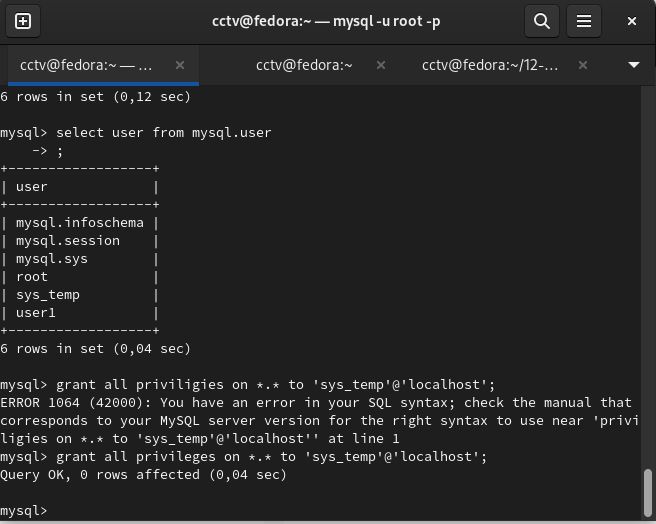 cctv@fedora:~ — mysql -u root -p
cctv@fedora:~ — ... × cctv@fedora:~ × cctv@fedora:~/12-... ×
6 rows in set (0,12 sec)
mysql> select user from mysql.user
    -> ;
+------------------+
| user             |
+------------------+
| mysql.infoschema |
| mysql.session    |
| mysql.sys        |
| root             |
| sys_temp         |
| user1            |
+------------------+
6 rows in set (0,04 sec)
mysql> grant all priviligies on *.* to 'sys_temp'@'localhost';
ERROR 1064 (42000): You have an error in your SQL syntax; check the manual that
corresponds to your MySQL server version for the right syntax to use near 'privi
ligies on *.* to 'sys_temp'@'localhost'' at line 1
mysql> grant all privileges on *.* to 'sys_temp'@'localhost';
Query OK, 0 rows affected (0,04 sec)
mysql>